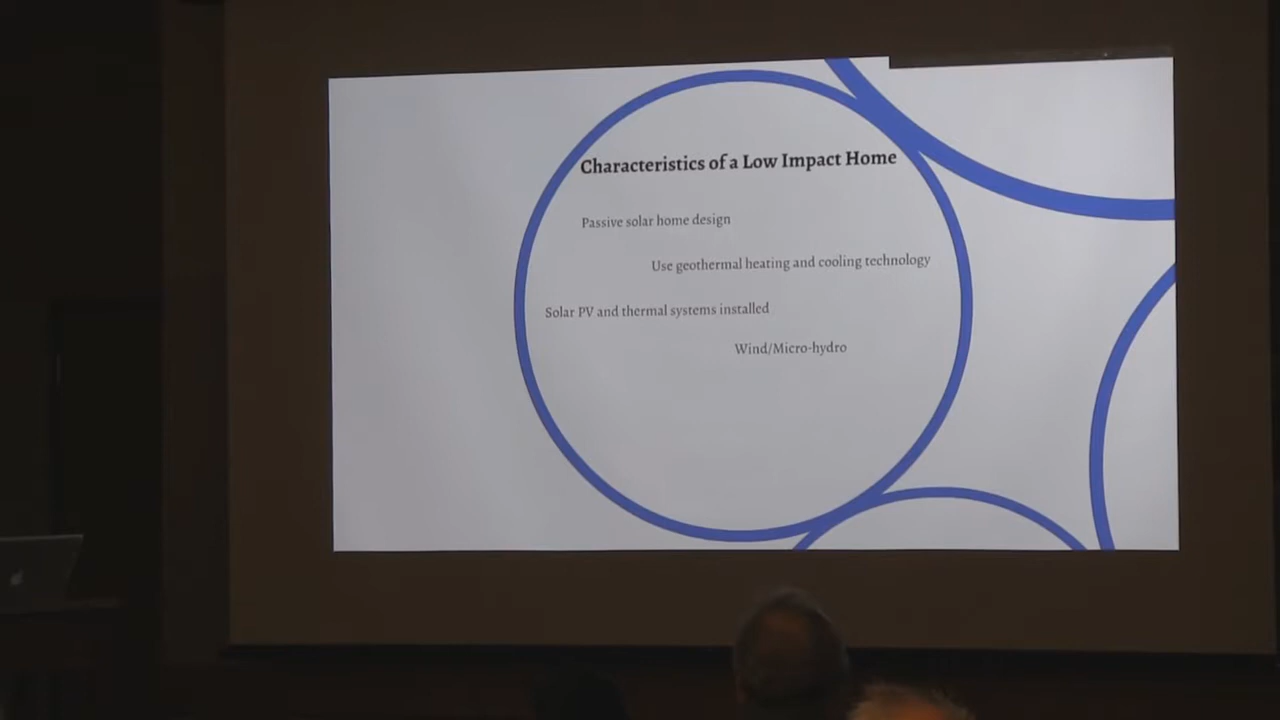 Characteristics of a Low Impact Home
Passive solar home design
Use geothermal heating and cooling technology
Solar PV and thermal systems installed
Wind/Micro-hydro